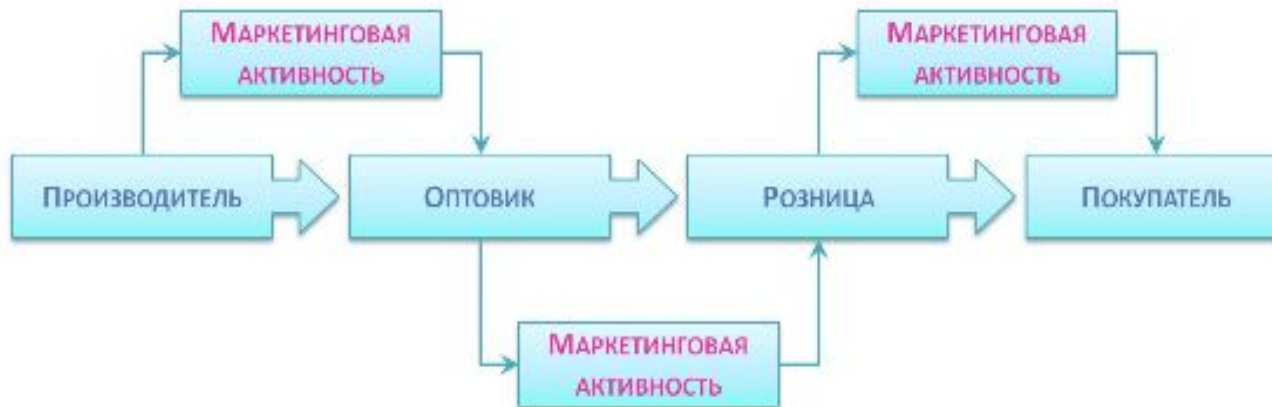 Маркетинговая
активность
Маркетинговая
активность
Производитель
Оптовик
Розница
Покупатель
Маркетинговая
активность